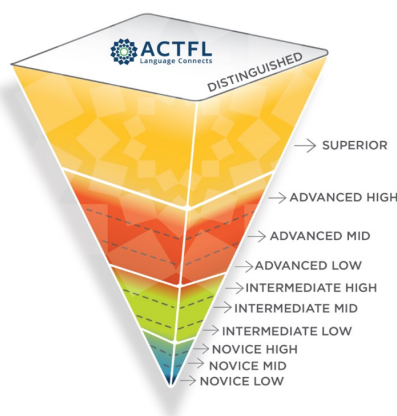 ACTFL
Language Connects
DISTINGUISHED
SUPERIOR
ADVANCED HIGH
ADVANCED MID
ADVANCED LOW
INTERMEDIATE HIGH
INTERMEDIATE MID
INTERMEDIATE LOW
NOVICE HIGH
NOVICE MID
NOVICE LOW